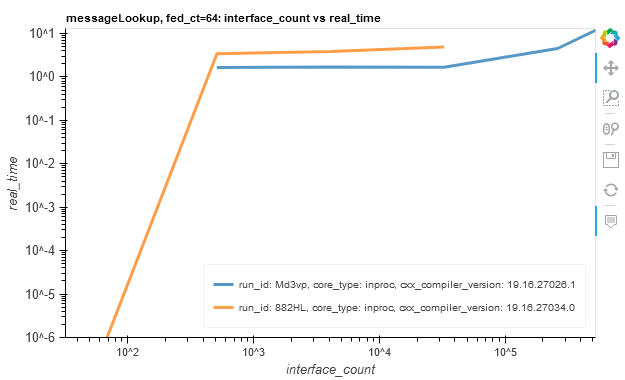 messageLookup, fed_ct=64: interface_count vs real_time
10^1
10^0
10^-1
10^-2
10^-3
10^-4
10^-5
10^-6
real_time
10^2
10^3
10^4
10^5
interface_count
run_id: Md3vp, core_type: inproc, cxx_compiler_version: 19.16.27026.1
run_id: 882HL, core_type: inproc, cxx_compiler_version: 19.16.27034.0